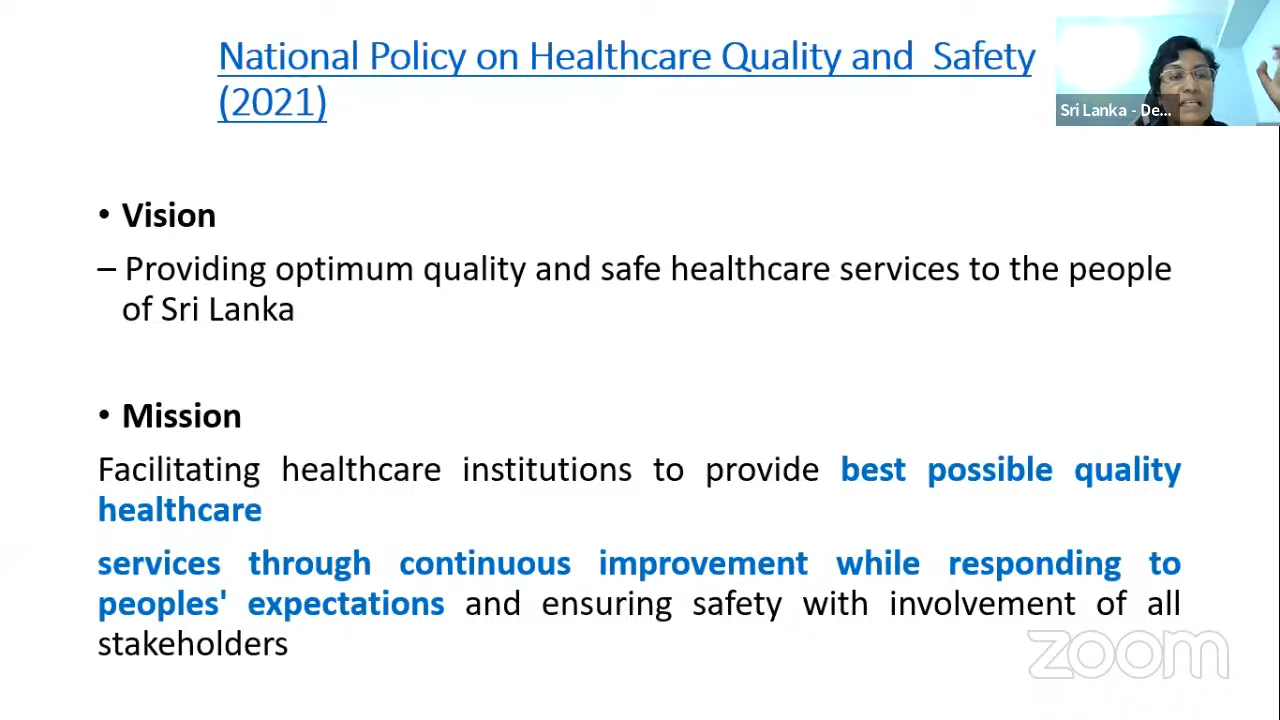 National Policy on Healthcare Quality and Safety
(2021)
Sri Lanka - De...
• Vision
– Providing optimum quality and safe healthcare services to the people
of Sri Lanka
• Mission
Facilitating healthcare institutions to provide best possible quality
healthcare
services through continuous improvement while responding to
peoples' expectations and ensuring safety with involvement of all
stakeholders
zoom